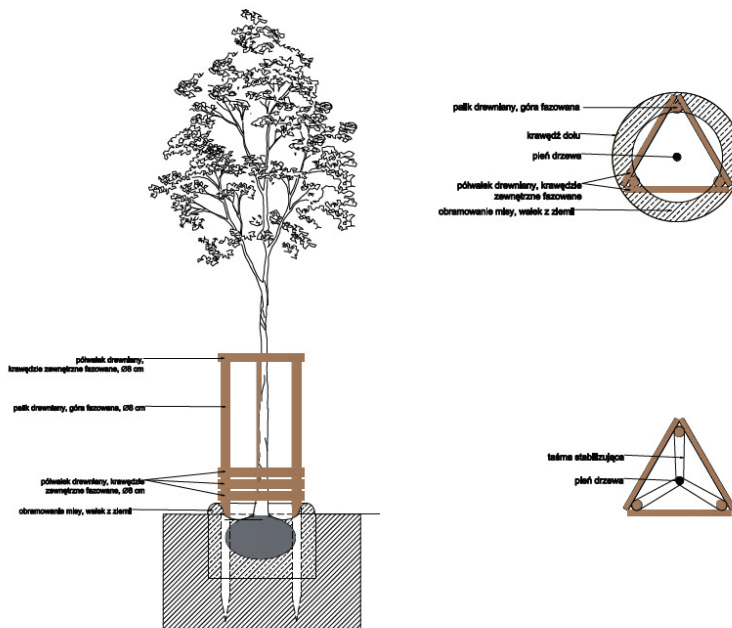 palik drewniany, góra fazowana
krawędź dołu
pień drzewa
półwałek drewniany, krawędzie
zewnętrzne fazowane
obramowanie misy, wałek z ziemii
półwałek drewniany,
krawędzie zewnętrzne fazowane, Ø8 cm
palik drewniany, góra fazowana, Ø8 cm
półwałek drewniany, krawędzie
zewnętrzne fazowane, Ø8 cm
obramowanie misy, wałek z ziemii
taśma stabilizująca
pień drzewa